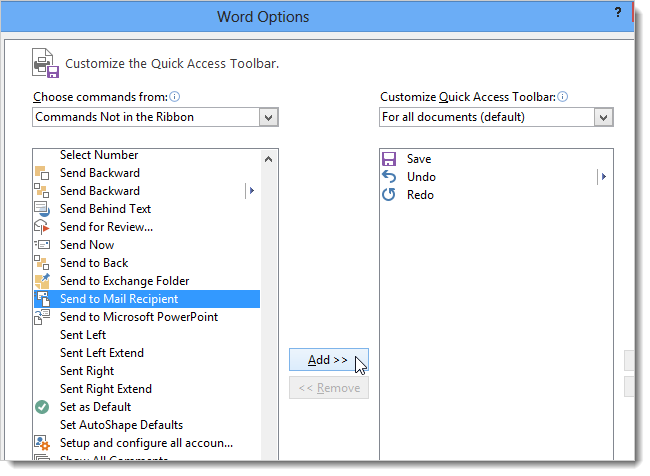 Word Options
?
Customize the Quick Access Toolbar.
Choose commands from:
Commands Not in the Ribbon
Customize Quick Access Toolbar:
For all documents (default)
Select Number
Send Backward
Send Backward
Send Behind Text
Send for Review...
Send Now
Send to Back
Send to Exchange Folder
Send to Mail Recipient
Send to Microsoft PowerPoint
Sent Left
Sent Left Extend
Sent Right
Sent Right Extend
Set as Default
Set AutoShape Defaults
Setup and configure all accoun...
Show All Comments
Add >>
<< Remove
Save
Undo
Redo